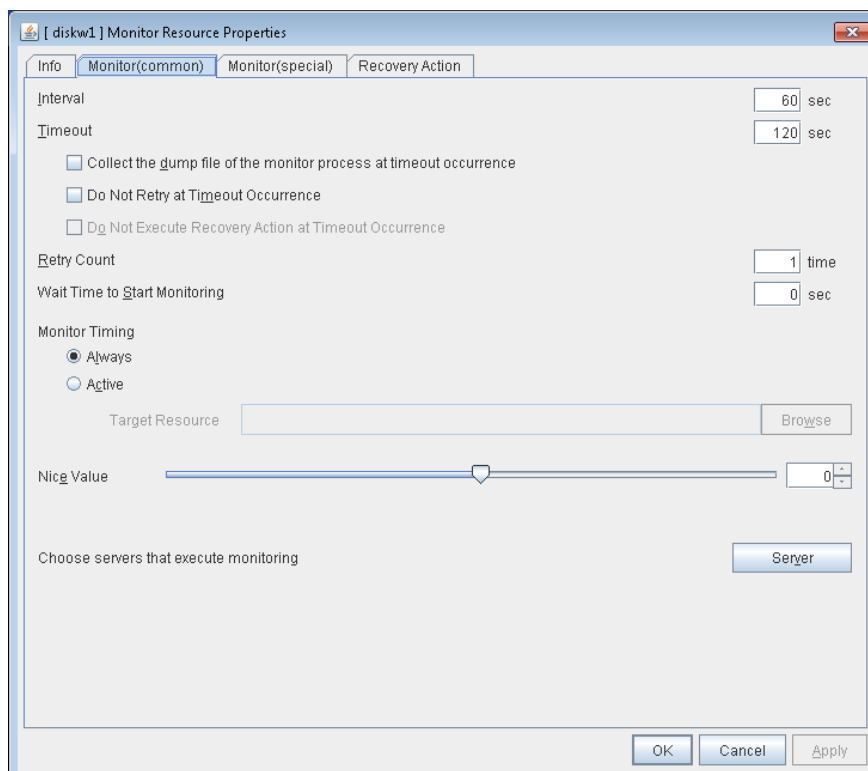 [ diskw1 ] Monitor Resource Properties
Info Monitor(common) Monitor(special) Recovery Action
Interval 60 sec
Timeout 120 sec
Collect the dump file of the monitor process at timeout occurrence
Do Not Retry at Timeout Occurrence
Do Not Execute Recovery Action at Timeout Occurrence
Retry Count 1 time
Wait Time to Start Monitoring 0 sec
Monitor Timing
Always
Active
Target Resource Browse
Nice Value 0
Choose servers that execute monitoring Server
OK Cancel Apply